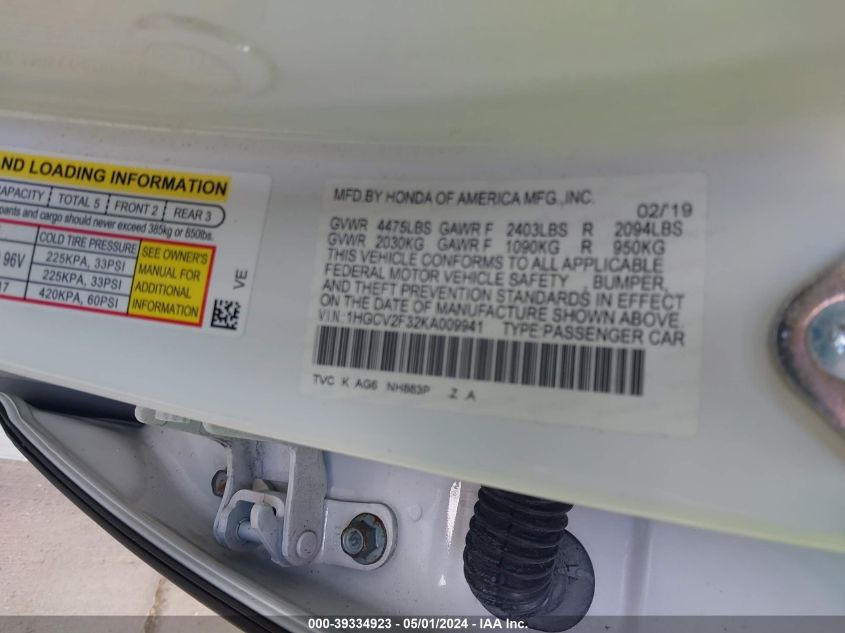 ND LOADING INFORMATION
CAPACITY TOTAL 5 FRONT 2 REAR 3
pants and cargo should never exceed 385kg or 850lbs.
COLD TIRE PRESSURE
96V 225KPA, 33PSI
225KPA, 33PSI
17 420KPA, 60PSI
SEE OWNER'S
MANUAL FOR
ADDITIONAL
INFORMATION
VE
MFD.BY HONDA OF AMERICA MFG.,INC. 02/'19
GVWR 4475LBS GAWR F 2403LBS R 2094LBS
GVWR 2030KG GAWR F 1090KG R 950KG
THIS VEHICLE CONFORMS TO ALL APPLICABLE
FEDERAL MOTOR VEHICLE SAFETY , BUMPER,
AND THEFT PREVENTION STANDARDS IN EFFECT
ON THE DATE OF MANUFACTURE SHOWN ABOVE.
V.I.N.:1HGCV2F32KA009941 TYPE:PASSENGER CAR
TVC K AG6 NH883P Z A
000-39334923 - 05/01/2024 - IAA Inc.